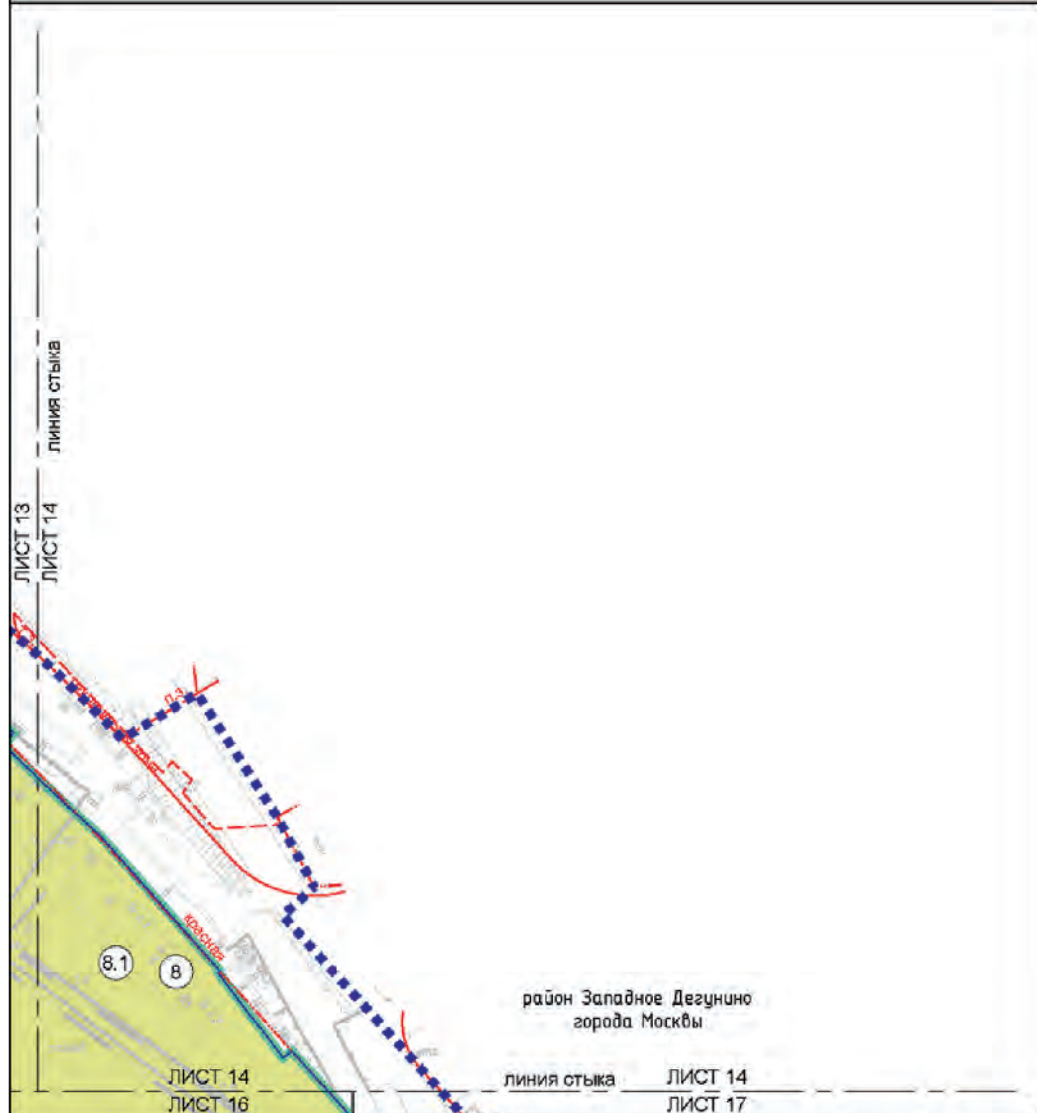 линия стыка
ЛИСТ 13
ЛИСТ 14
П.З.
красная
8.1
8
район Западное Дегунино
города Москвы
ЛИСТ 14
линия стыка
ЛИСТ 14
ЛИСТ 16
ЛИСТ 17